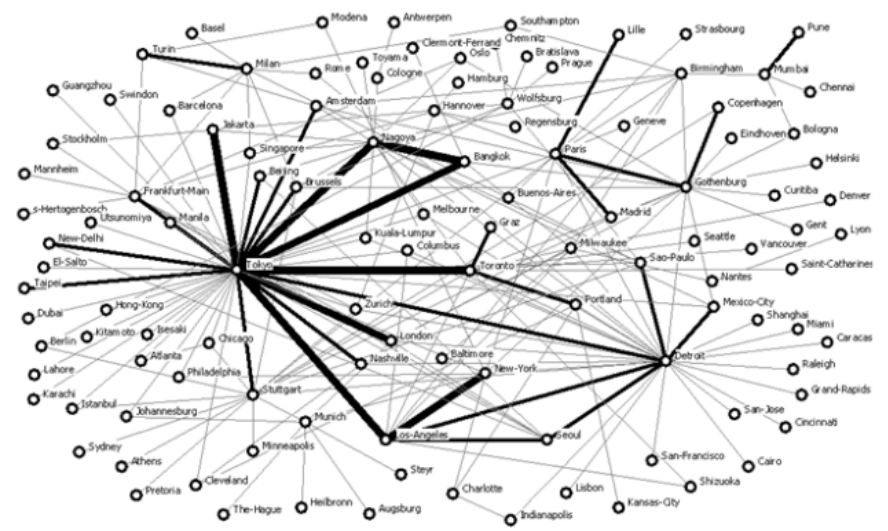 Modena
Antwerpen
Southampton
Basel
Lille
Strasbourg
Pune
Clermont-Ferrand
Chemnitz
Turin
Oslo
Bratislava
Milan
Rome
Toyama
Prague
Birmingham
Mumbai
Cologne
Hamburg
Guangzhou
Swindon
Chennai
Barcelona
Amsterdam
Hannover
Wolfsburg
Copenhagen
Jakarta
Regensburg
Geneve
Stockholm
Nagoya
Eindhoven
Bologna
Singapore
Bangkok
Paris
Helsinki
Mannheim
Beijing
Brussels
Gothenburg
Frankfurt-Main
Buenos-Aires
Curitiba
Denver
s-Hertogenbosch
Utsunomiya
Manila
Melbourne
Madrid
Graz
Gent
Lyon
New-Delhi
Kuala-Lumpur
Columbus
Milwaukee
Seattle
Vancouver
El-Salto
Tokyo
Toronto
Sao-Paulo
Saint-Catharines
Taipei
Nantes
Dubai
Hong-Kong
Zurich
Portland
Mexico-City
Shanghai
Miami
Berlin
Kitamoto
Isesaki
Chicago
London
Caracas
Atlanta
Nashville
Baltimore
Detroit
Lahore
Philadelphia
New-York
Raleigh
Karachi
Stuttgart
Grand-Rapids
Istanbul
Johannesburg
Munich
San-Jose
Cincinnati
Los-Angeles
Seoul
Sydney
Minneapolis
San-Francisco
Athens
Steyr
Cairo
Pretoria
Cleveland
Charlotte
Lisbon
Shizuoka
The-Hague
Heilbronn
Augsburg
Indianapolis
Kansas-City